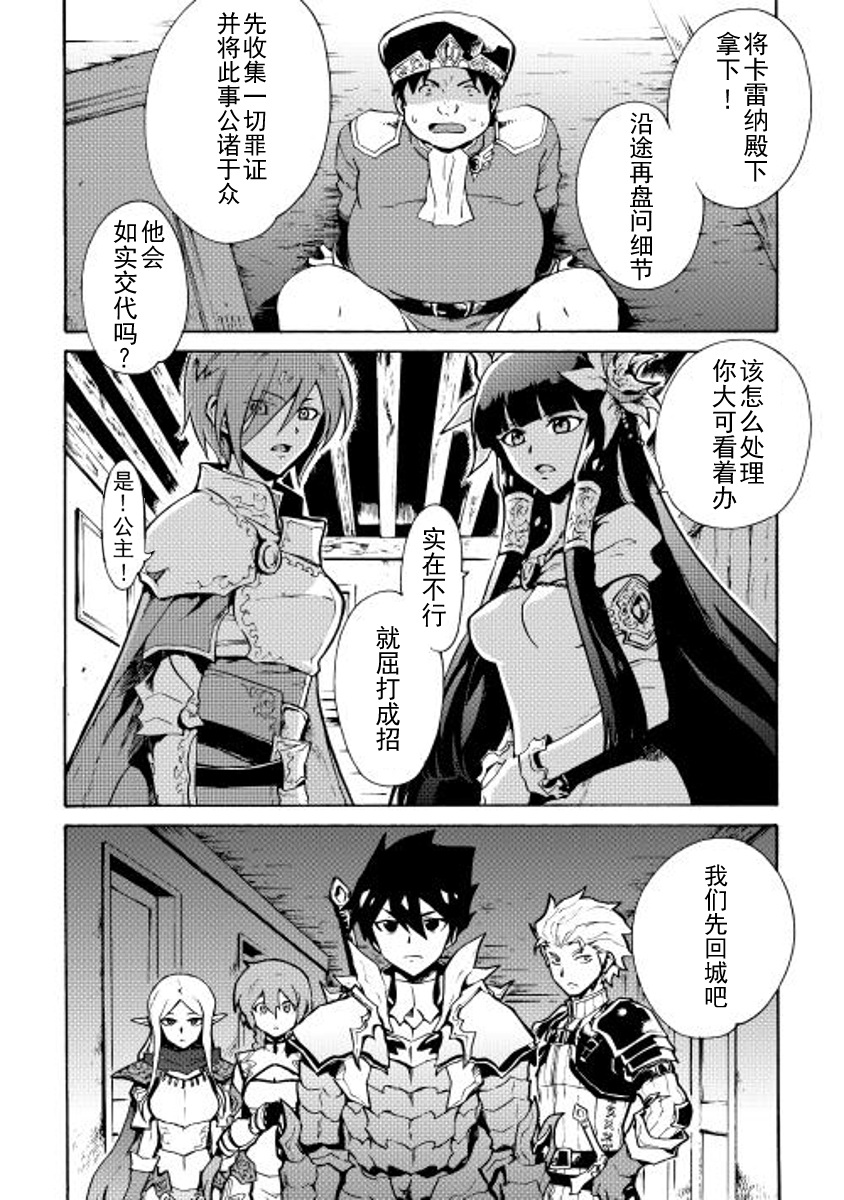 将卡雷纳殿下
拿下！
沿途再盘问细节
先收集一切罪证
并将此事公诸于众
他会
如实交代吗？
该怎么处理
你大可看着办
实在不行
就屈打成招
是！公主！
我们先回城吧